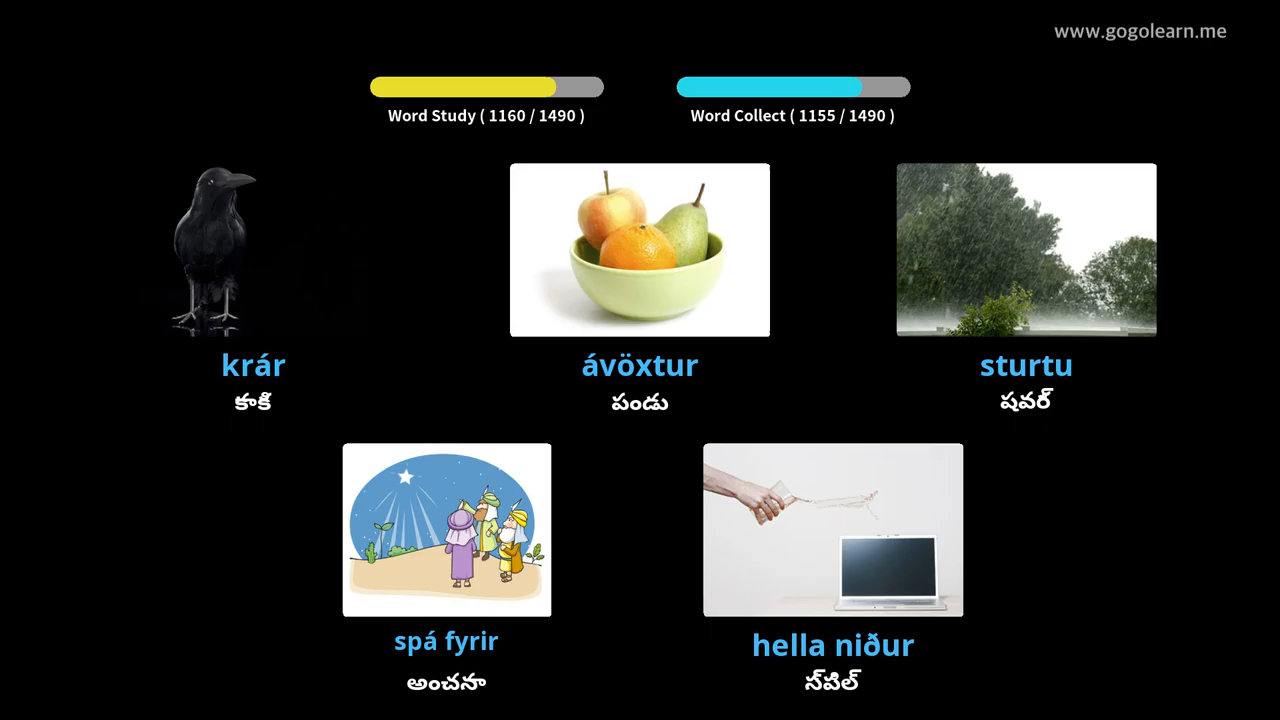 www.gogolearn.me
Word Study ( 1160 / 1490 )
Word Collect ( 1155 / 1490 )
krár
కాకి
ávöxtur
పండు
sturtu
షవర్
spá fyrir
అంచనా
hella niður
స్పిల్